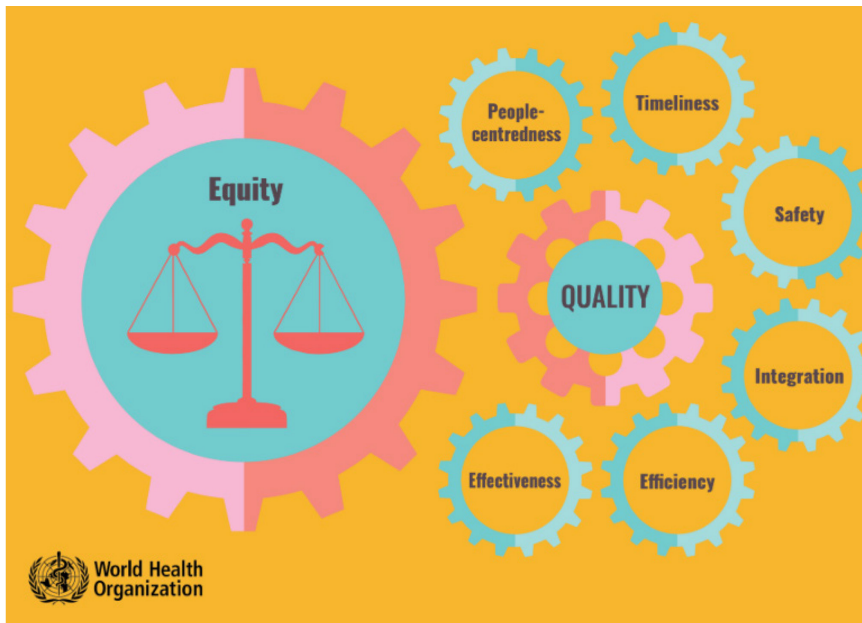 Equity
People-
centredness
Timeliness
Safety
QUALITY
Integration
Effectiveness
Efficiency
World Health
Organization